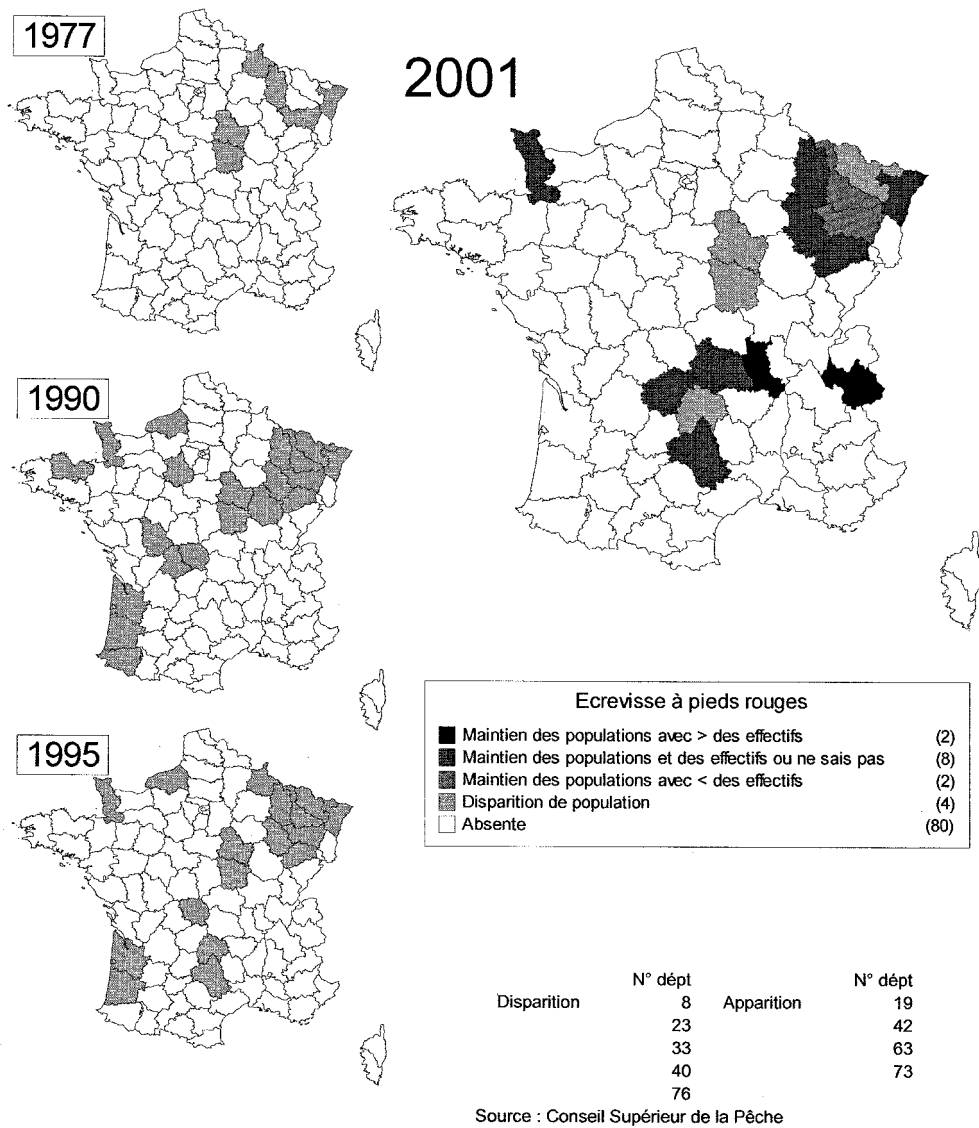 1977
2001
1990
1995
Ecrevisse à pieds rouges
Maintien des populations avec > des effectifs (2)
Maintien des populations et des effectifs ou ne sais pas (8)
Maintien des populations avec < des effectifs (2)
Disparition de population (4)
Absente (80)
N° dépt N° dépt
Disparition 8 Apparition 19
23 42
33 63
40 73
76
Source : Conseil Supérieur de la Pêche